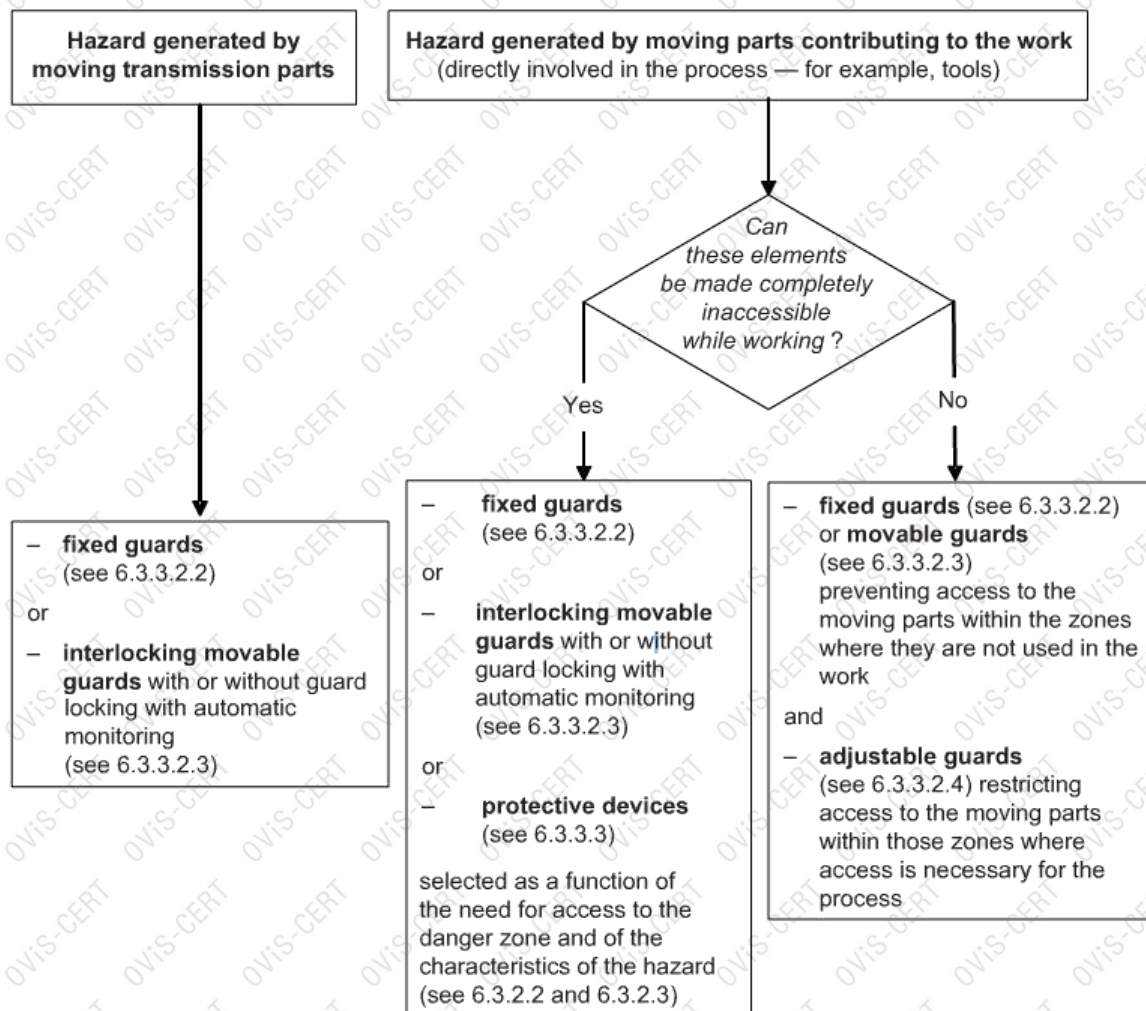 Hazard generated by
moving transmission parts
Hazard generated by moving parts contributing to the work
(directly involved in the process — for example, tools)
Can
these elements
be made completely
inaccessible
while working ?
Yes
No
– fixed guards
(see 6.3.3.2.2)
or
– interlocking movable
guards with or without guard
locking with automatic
monitoring
(see 6.3.3.2.3)
– fixed guards
(see 6.3.3.2.2)
or
– interlocking movable
guards with or without
guard locking with
automatic monitoring
(see 6.3.3.2.3)
or
– protective devices
(see 6.3.3.3)
selected as a function of
the need for access to the
danger zone and of the
characteristics of the hazard
(see 6.3.2.2 and 6.3.2.3)
– fixed guards (see 6.3.3.2.2)
or movable guards
(see 6.3.3.2.3)
preventing access to the
moving parts within the zones
where they are not used in the
work
and
– adjustable guards
(see 6.3.3.2.4) restricting
access to the moving parts
within those zones where
access is necessary for the
process
OViS-CERT